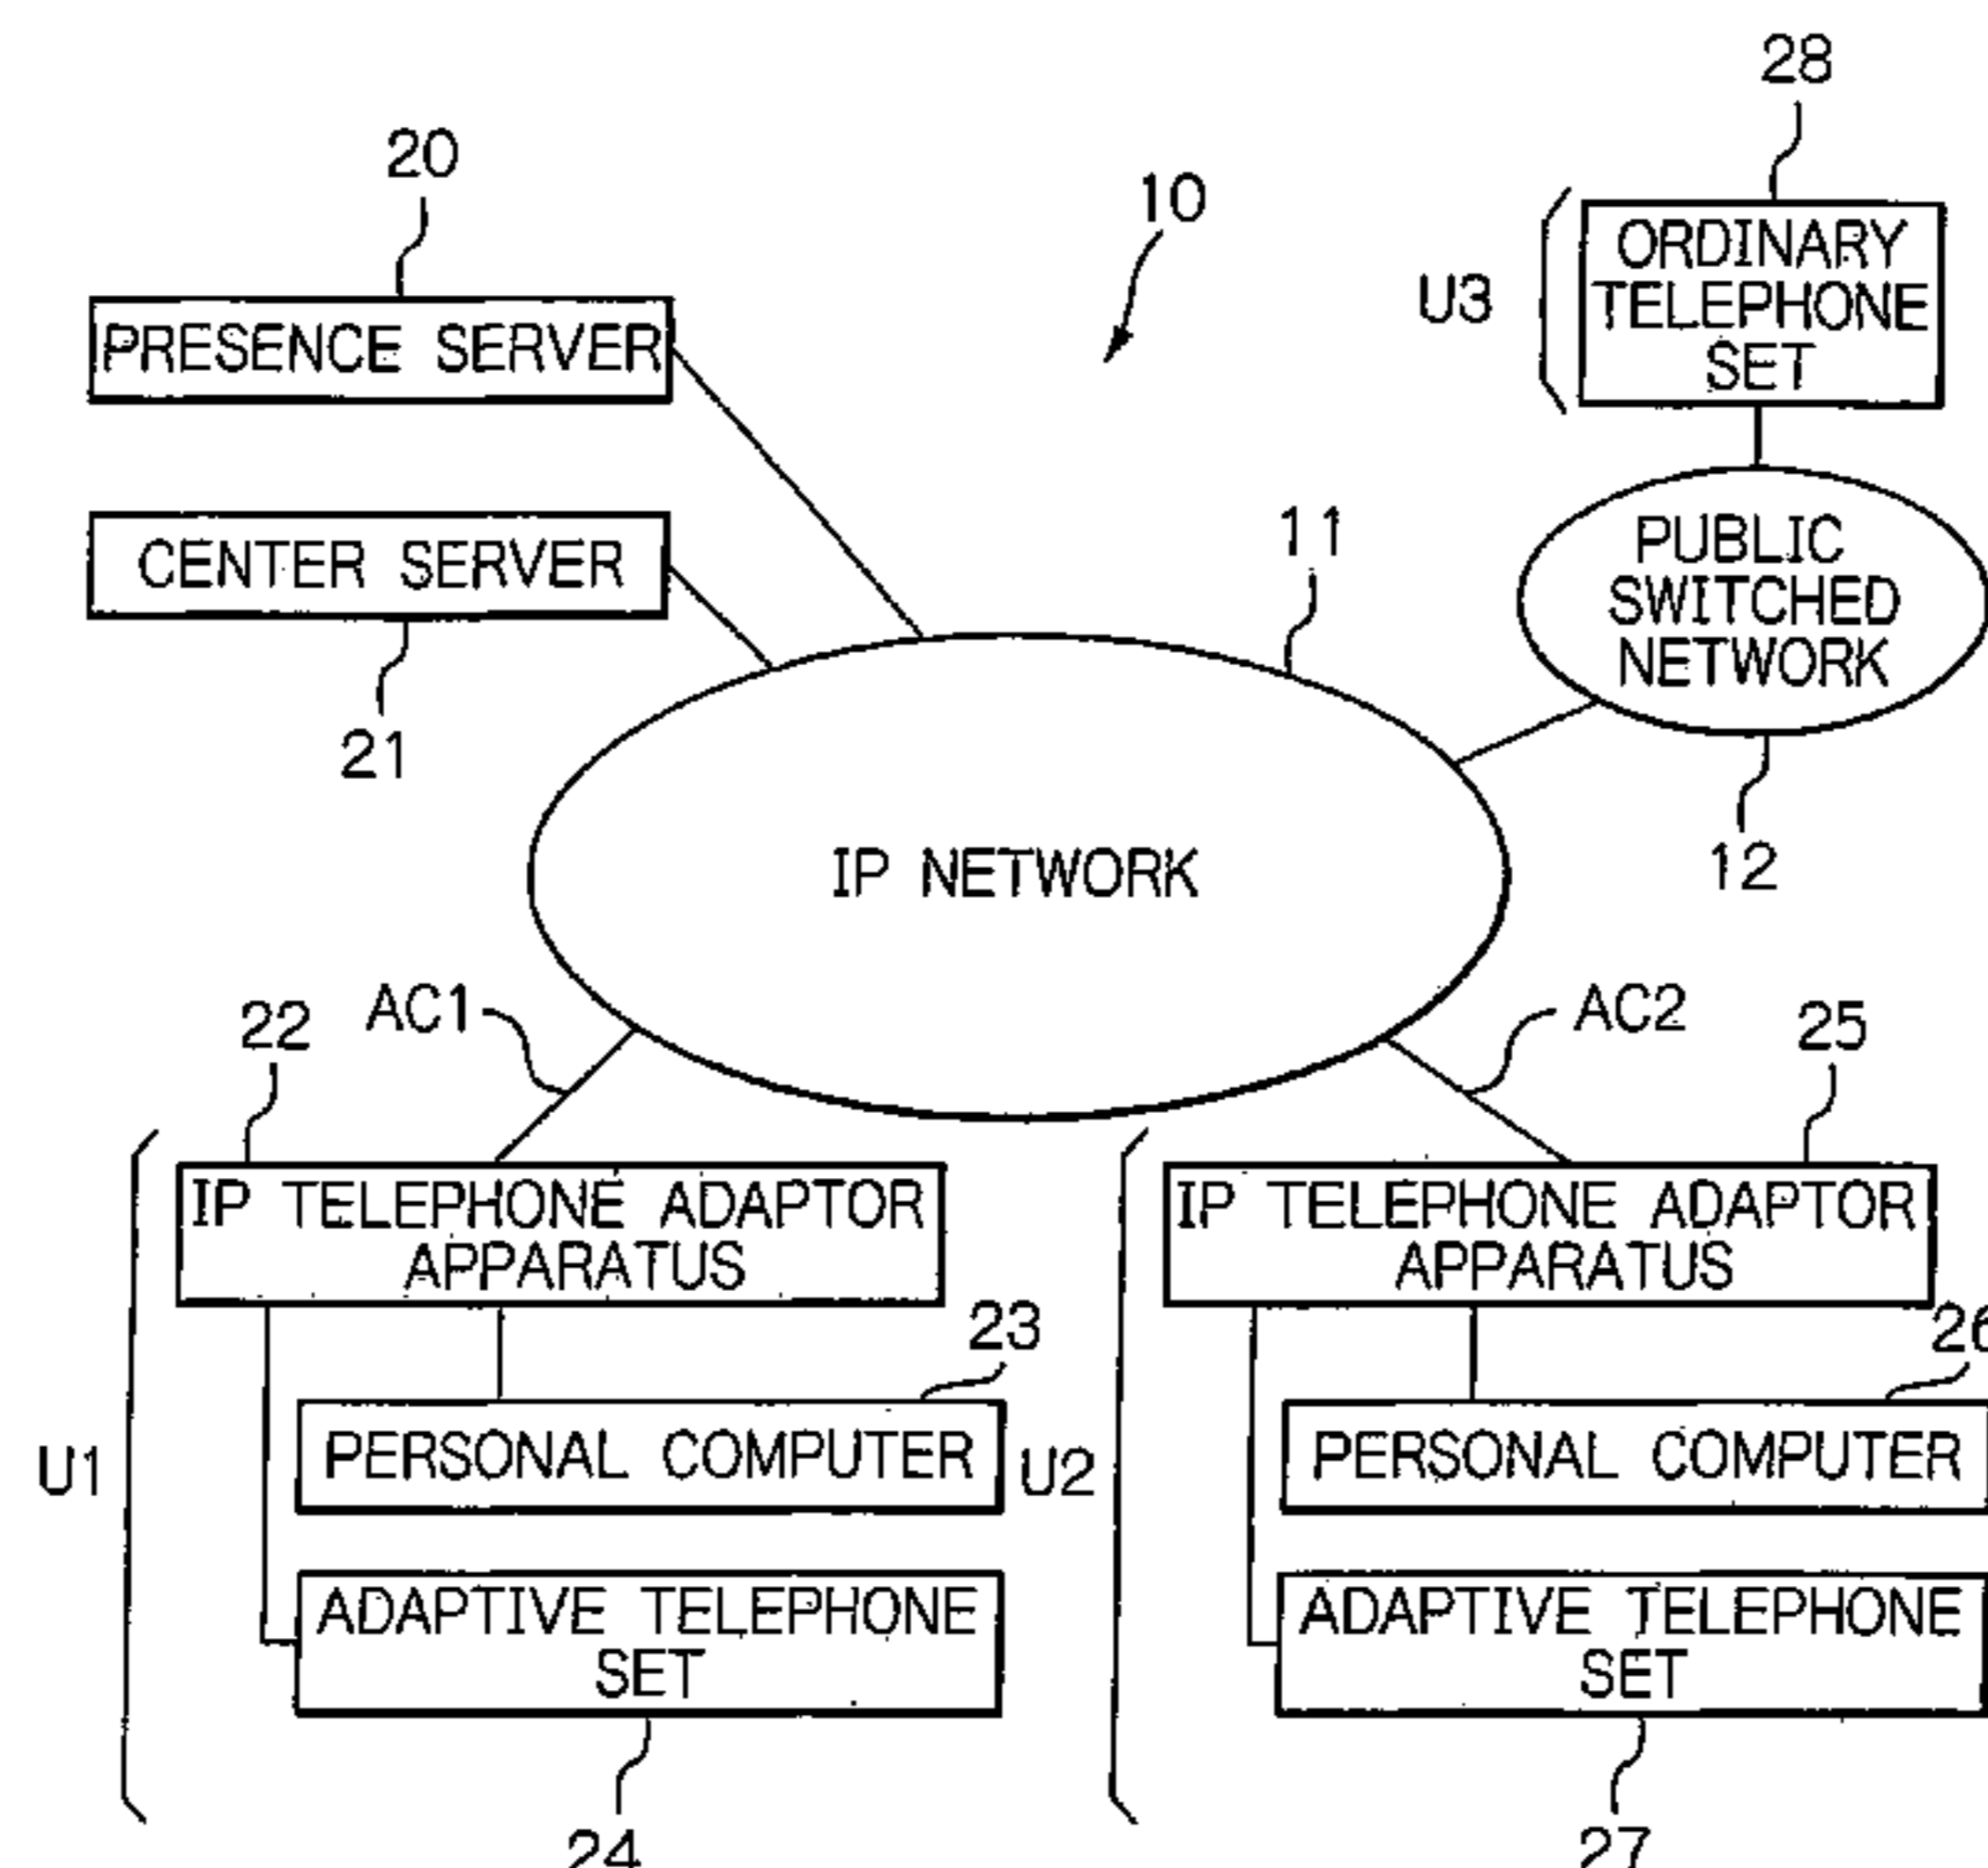 28
20
10
ORDINARY
TELEPHONE
SET
U3
PRESENCE SERVER
11
PUBLIC
SWITCHED
NETWORK
CENTER SERVER
21
12
IP NETWORK
AC1
AC2
22
25
IP TELEPHONE ADAPTOR
APPARATUS
IP TELEPHONE ADAPTOR
APPARATUS
23
26
U1
PERSONAL COMPUTER
U2
PERSONAL COMPUTER
ADAPTIVE TELEPHONE
SET
ADAPTIVE TELEPHONE
SET
24
27